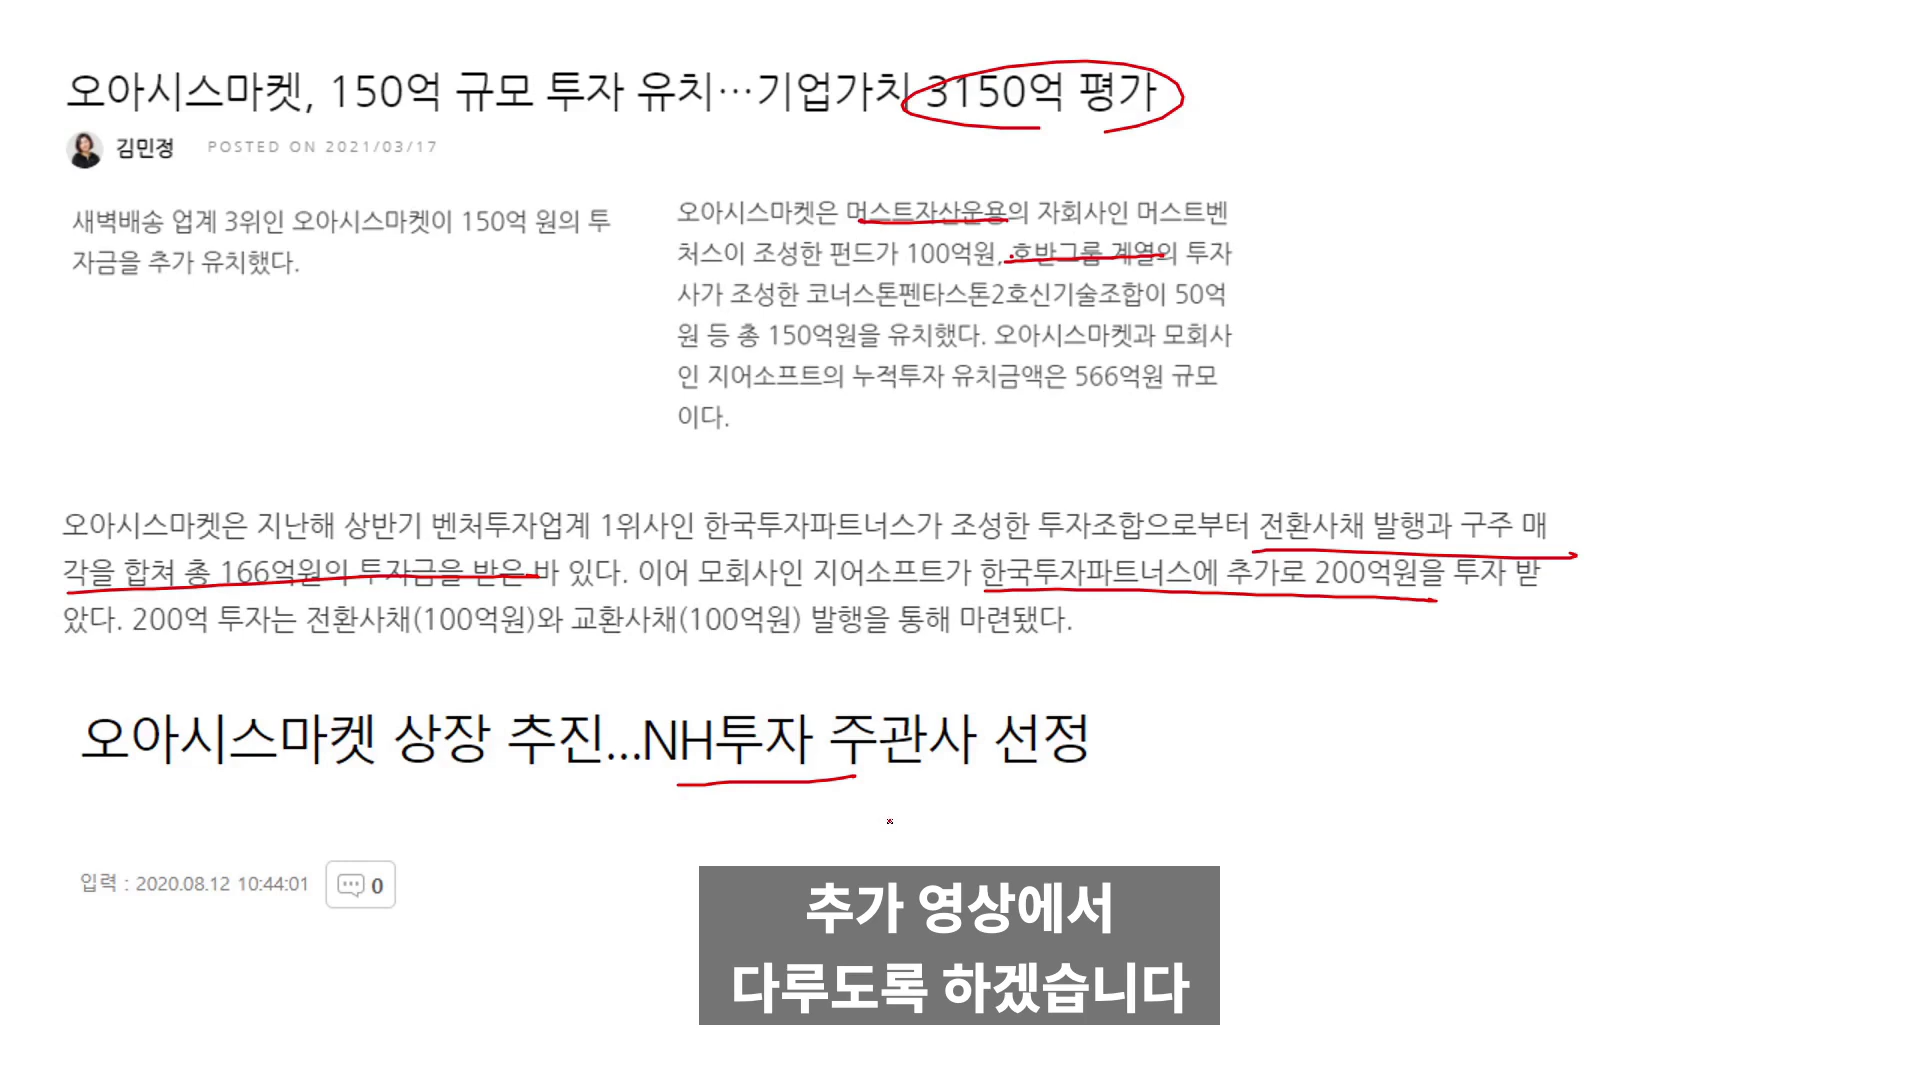 오아시스마켓, 150억 규모 투자 유치…기업가치 3150억 평가
김민정 POSTED ON 2021/03/17
새벽배송 업계 3위인 오아시스마켓이 150억 원의 투
자금을 추가 유치했다.
오아시스마켓은 머스트자산운용의 자회사인 머스트벤
처스이 조성한 펀드가 100억원, 호반그룹 계열의 투자
사가 조성한 코너스톤펜타스톤2호신기술조합이 50억
원 등 총 150억원을 유치했다. 오아시스마켓과 모회사
인 지어소프트의 누적투자 유치금액은 566억원 규모
이다.
오아시스마켓은 지난해 상반기 벤처투자업계 1위사인 한국투자파트너스가 조성한 투자조합으로부터 전환사채 발행과 구주 매
각을 합쳐 총 166억원의 투자금을 받은 바 있다. 이어 모회사인 지어소프트가 한국투자파트너스에 추가로 200억원을 투자 받
았다. 200억 투자는 전환사채(100억원)와 교환사채(100억원) 발행을 통해 마련됐다.
오아시스마켓 상장 추진...NH투자 주관사 선정
입력 : 2020.08.12 10:44:01 0
추가 영상에서
다루도록 하겠습니다